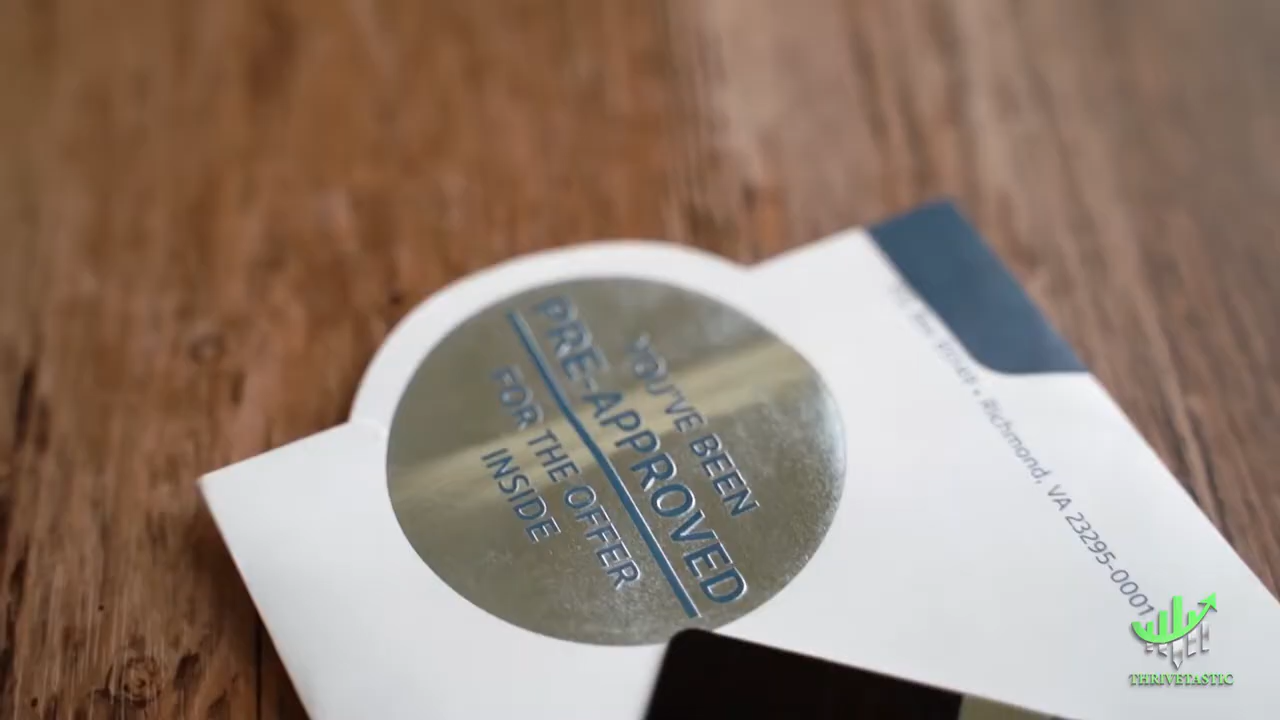 YOU'VE BEEN
PRE-APPROVED
FOR THE OFFER
INSIDE
Richmond, VA 23295-0001
THRIVETASTIC